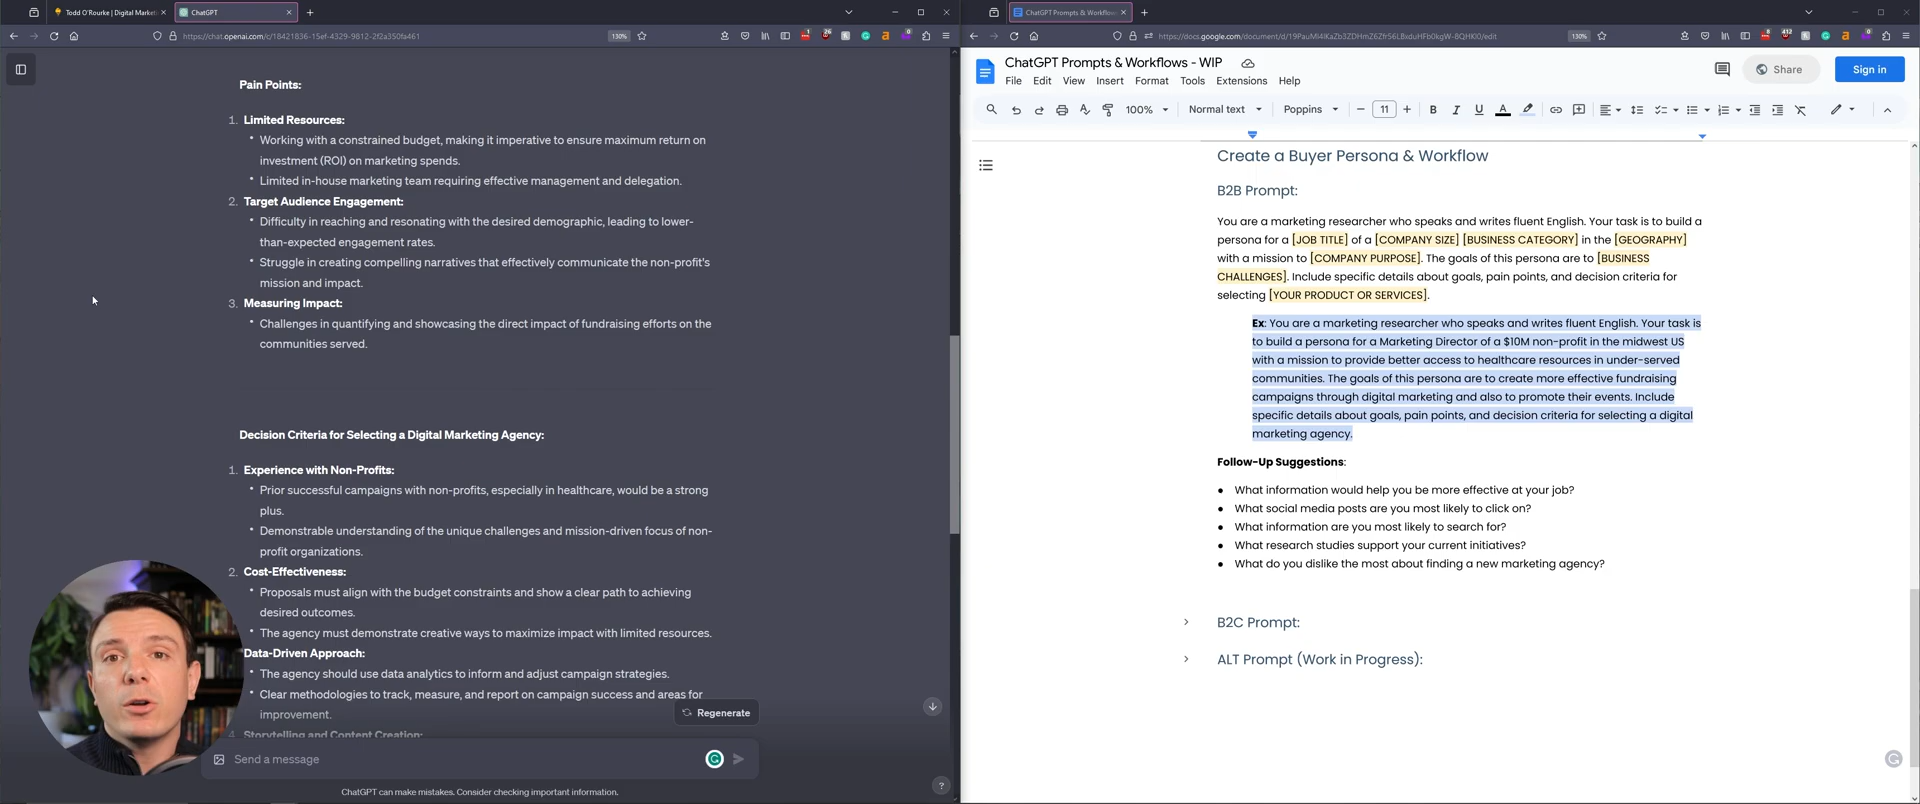 Todd O'Rourke | Digital Market
ChatGPT
https://chat.openai.com/c/18421836-15ef-4329-9812-2f2a350fa461
130%
Pain Points:
1. Limited Resources:
• Working with a constrained budget, making it imperative to ensure maximum return on
investment (ROI) on marketing spends.
• Limited in-house marketing team requiring effective management and delegation.
2. Target Audience Engagement:
• Difficulty in reaching and resonating with the desired demographic, leading to lower-
than-expected engagement rates.
• Struggle in creating compelling narratives that effectively communicate the non-profit's
mission and impact.
3. Measuring Impact:
• Challenges in quantifying and showcasing the direct impact of fundraising efforts on the
communities served.
Decision Criteria for Selecting a Digital Marketing Agency:
1. Experience with Non-Profits:
• Prior successful campaigns with non-profits, especially in healthcare, would be a strong
plus.
• Demonstrable understanding of the unique challenges and mission-driven focus of non-
profit organizations.
2. Cost-Effectiveness:
• Proposals must align with the budget constraints and show a clear path to achieving
desired outcomes.
• The agency must demonstrate creative ways to maximize impact with limited resources.
Data-Driven Approach:
• The agency should use data analytics to inform and adjust campaign strategies.
• Clear methodologies to track, measure, and report on campaign success and areas for
improvement.
4. Storytelling and Content Creation:
Regenerate
Send a message
ChatGPT can make mistakes. Consider checking important information.
?
ChatGPT Prompts & Workflow
130%
ChatGPT Prompts & Workflows - WIP
File Edit View Insert Format Tools Extensions Help
Share
Sign in
100% Normal text Poppins 11 B I U A
Create a Buyer Persona & Workflow
B2B Prompt:
You are a marketing researcher who speaks and writes fluent English. Your task is to build a
persona for a [JOB TITLE] of a [COMPANY SIZE] [BUSINESS CATEGORY] in the [GEOGRAPHY]
with a mission to [COMPANY PURPOSE]. The goals of this persona are to [BUSINESS
CHALLENGES]. Include specific details about goals, pain points, and decision criteria for
selecting [YOUR PRODUCT OR SERVICES].
Ex: You are a marketing researcher who speaks and writes fluent English. Your task is
to build a persona for a Marketing Director of a $10M non-profit in the midwest US
with a mission to provide better access to healthcare resources in under-served
communities. The goals of this persona are to create more effective fundraising
campaigns through digital marketing and also to promote their events. Include
specific details about goals, pain points, and decision criteria for selecting a digital
marketing agency.
Follow-Up Suggestions:
• What information would help you be more effective at your job?
• What social media posts are you most likely to click on?
• What information are you most likely to search for?
• What research studies support your current initiatives?
• What do you dislike the most about finding a new marketing agency?
B2C Prompt:
ALT Prompt (Work in Progress):